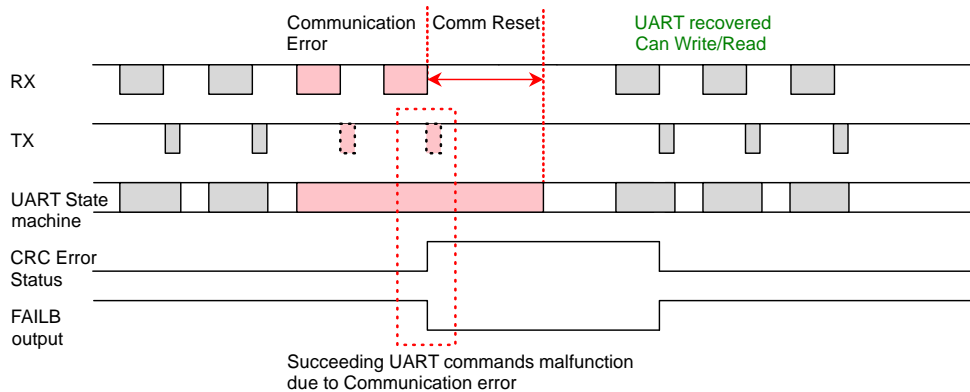 Communication
Error
Comm Reset
UART recovered
Can Write/Read
RX
TX
UART State
machine
CRC Error
Status
FAILB
output
Succeeding UART commands malfunction
due to Communication error